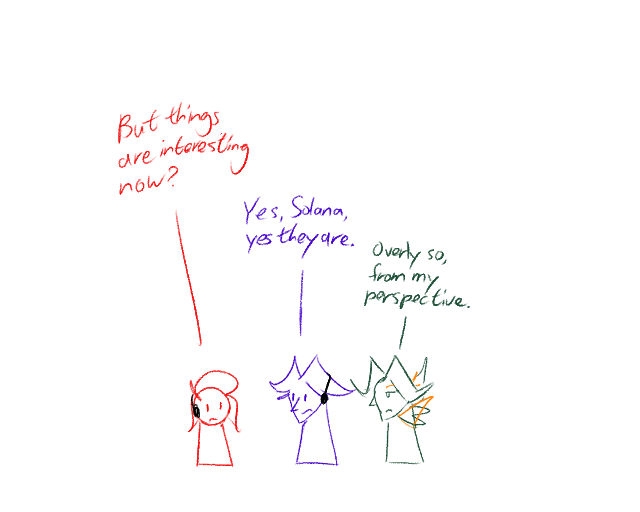 But things
are interesting
now?
Yes, Solana,
yes they are.
Overly so,
from my
perspective.